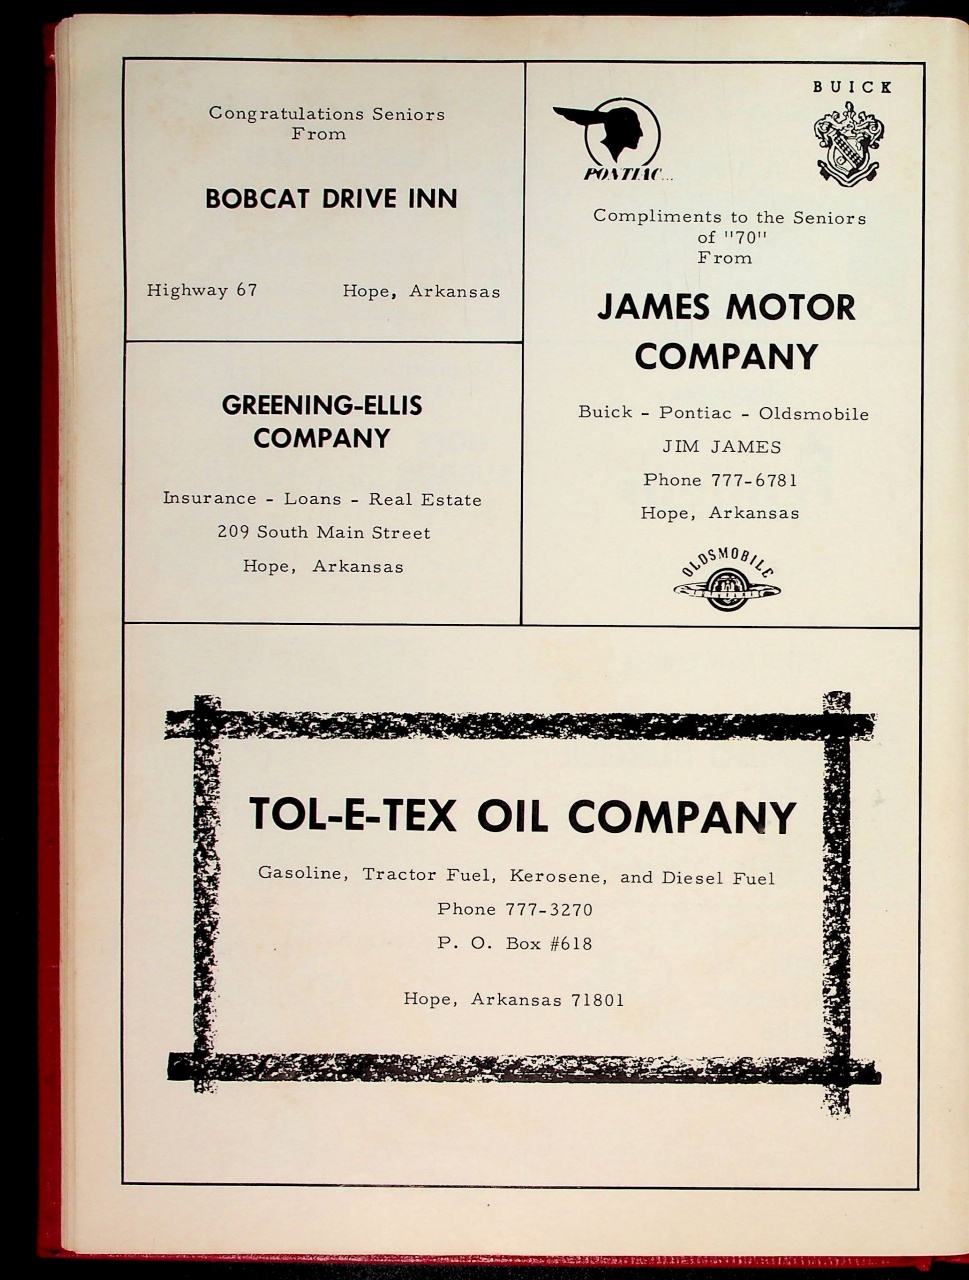 Congratulations Seniors
From
BOBCAT DRIVE INN
Highway 67 Hope, Arkansas
GREENING-ELLIS
COMPANY
Insurance - Loans - Real Estate
209 South Main Street
Hope, Arkansas
BUICK
PONTIAC...
Compliments to the Seniors
of "70"
From
JAMES MOTOR
COMPANY
Buick - Pontiac - Oldsmobile
JIM JAMES
Phone 777-6781
Hope, Arkansas
OLDSMOBILE
TOL-E-TEX OIL COMPANY
Gasoline, Tractor Fuel, Kerosene, and Diesel Fuel
Phone 777-3270
P. O. Box #618
Hope, Arkansas 71801